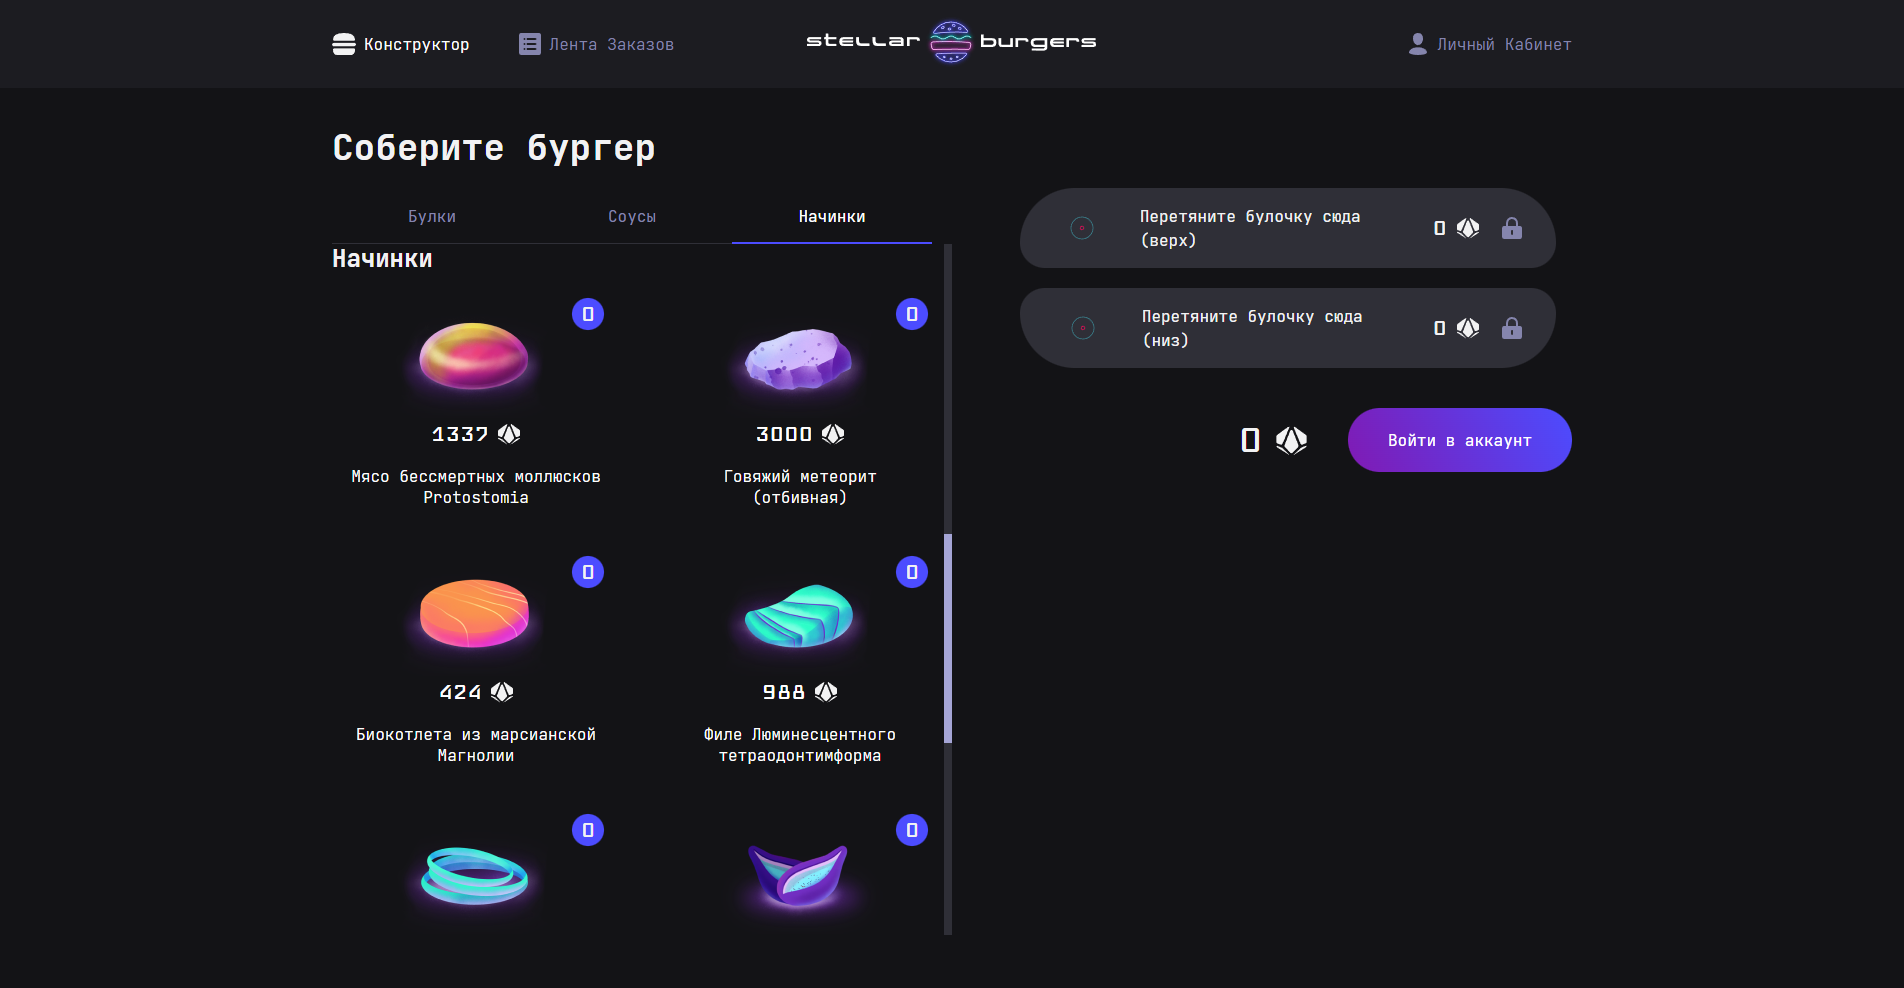 Конструктор
Лента Заказов
stellar burgers
Личный Кабинет
Соберите бургер
Булки
Соусы
Начинки
Начинки
0
0
1337
3000
Мясо бессмертных моллюсков
Protostomia
Говяжий метеорит
(отбивная)
0
0
424
988
Биокотлета из марсианской
Магнолии
Филе Люминесцентного
тетраодонтимформа
0
0
Перетяните булочку сюда
(верх)
0
Перетяните булочку сюда
(низ)
0
0
Войти в аккаунт